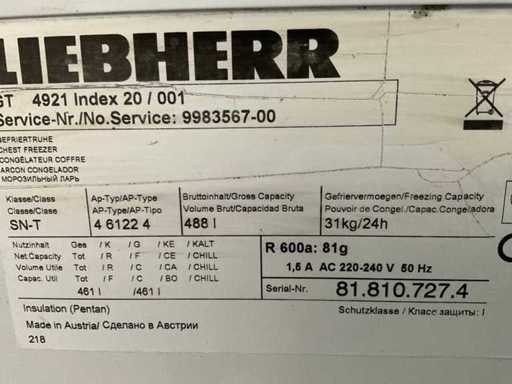 LIEBHERR
GT 4921 Index 20 / 001
Service-Nr./No.Service: 9983567-00
GEFRIERTRUHE
CHEST FREEZER
CONGÉLATEUR COFFRE
ARCON CONGELADOR
МОРОЗИЛЬНЫЙ ЛАРЬ
Klasse/Class
Classe/Clase
SN-T
Ap-Typ/AP-Type
AP-Type/AP-Tipo
4 6122 4
Bruttoinhalt/Gross Capacity
Volume Brut/Capacidad Bruta
488 l
Gefriervermoegen/Freezing Capacity
Pouvoir de Congel./Capac.Congeladora
31kg/24h
Nutzinhalt Ges / K / G / KE / KALT
Net.Capacity Tot / R / F / CE / CHILL
Volume Utile Tot / R / C / CA / CHILL
Capac. Util Tot / F / C / BO / CHILL
461 l /461 l
R 600a: 81g
1,5 A AC 220-240 V 50 Hz
Serial-Nr. 81.810.727.4
Insulation (Pentan)
Made in Austria/ Сделано в Австрии
218
Schutzklasse / Класс защиты: I